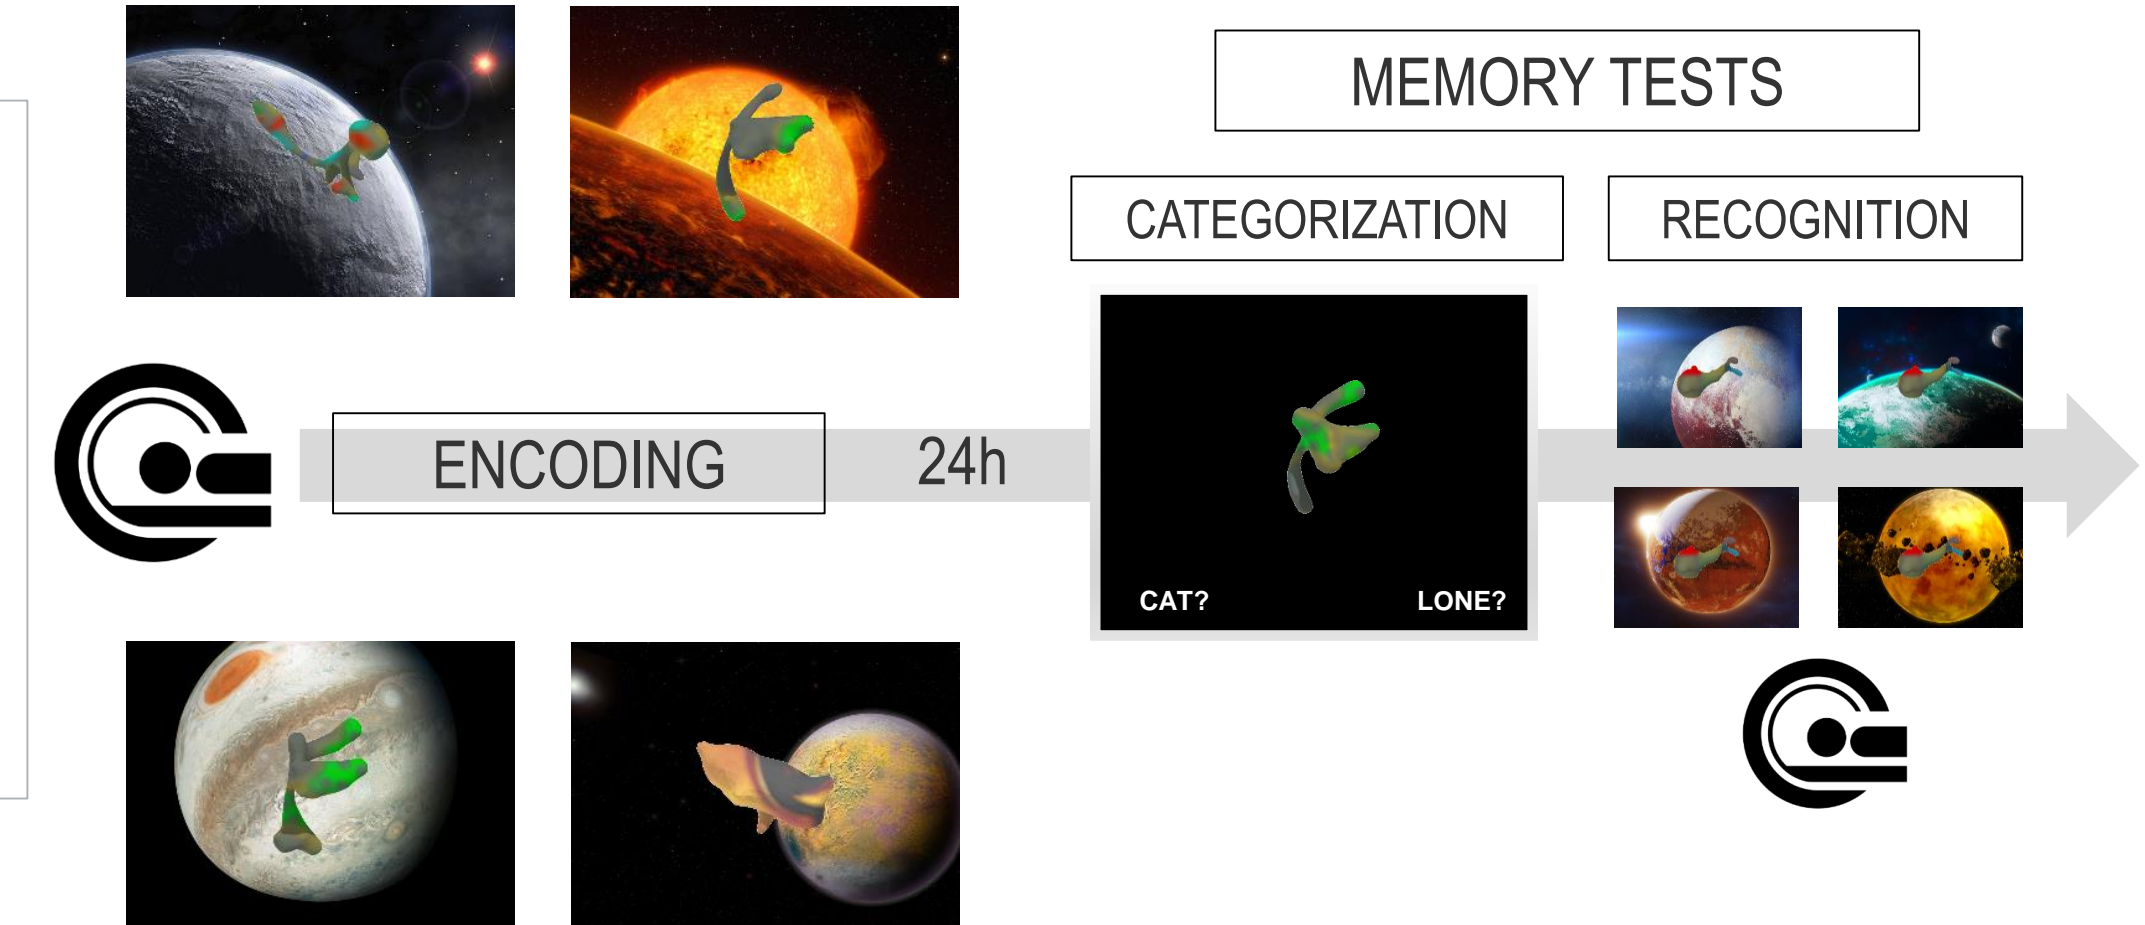 MEMORY TESTS
CATEGORIZATION
RECOGNITION
ENCODING
24h
CAT?
LONE?